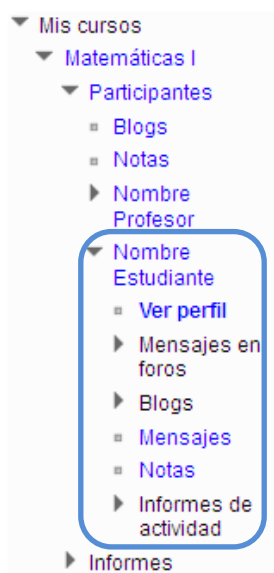 Mis cursos
Matemáticas I
Participantes
Blogs
Notas
Nombre
Profesor
Nombre
Estudiante
Ver perfil
Mensajes en
foros
Blogs
Mensajes
Notas
Informes de
actividad
Informes